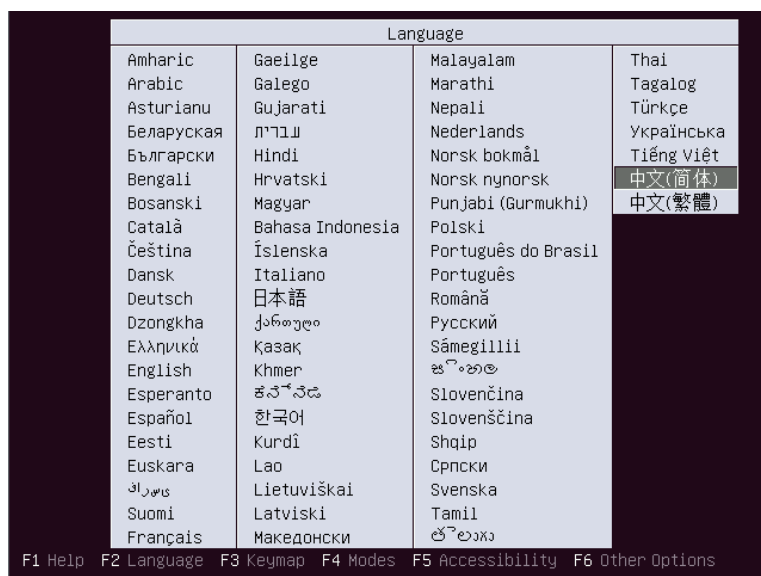 Language
Amharic
Arabic
Asturianu
Беларуская
Български
Bengali
Bosanski
Català
Čeština
Dansk
Deutsch
Dzongkha
Ελληνικά
English
Esperanto
Español
Eesti
Euskara
فارسی
Suomi
Français
Gaeilge
Galego
Gujarati
עברית
Hindi
Hrvatski
Magyar
Bahasa Indonesia
Íslenska
Italiano
日本語
ქართული
Қазақ
Khmer
ಕನ್ನಡ
한국어
Kurdî
Lao
Lietuviškai
Latviski
Македонски
Malayalam
Marathi
Nepali
Nederlands
Norsk bokmål
Norsk nynorsk
Punjabi (Gurmukhi)
Polski
Português do Brasil
Português
Română
Русский
Sámegillii
සිංහල
Slovenčina
Slovenščina
Shqip
Српски
Svenska
Tamil
తెలుగు
Thai
Tagalog
Türkçe
Українська
Tiếng Việt
中文(简体)
中文(繁體)
F1 Help F2 Language F3 Keymap F4 Modes F5 Accessibility F6 Other Options